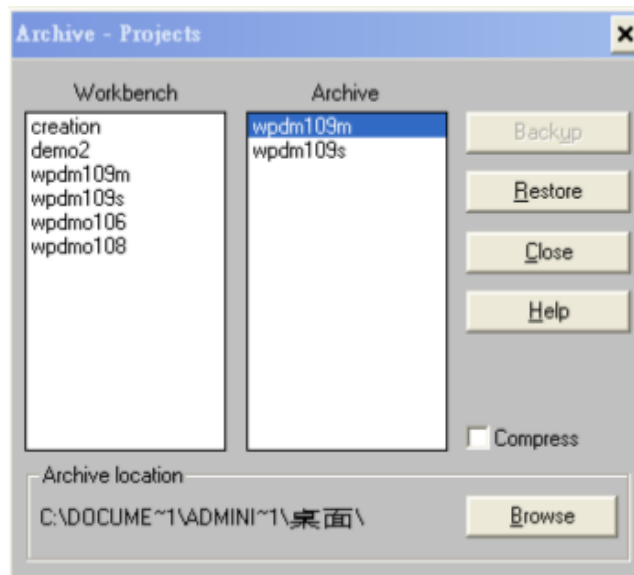 Archive - Projects
Workbench
Archive
creation
demo2
wpdm109m
wpdm109s
wpdmo106
wpdmo108
wpdm109m
wpdm109s
Backup
Restore
Close
Help
Compress
Archive location
C:\DOCUME~1\ADMINI~1\桌面\
Browse